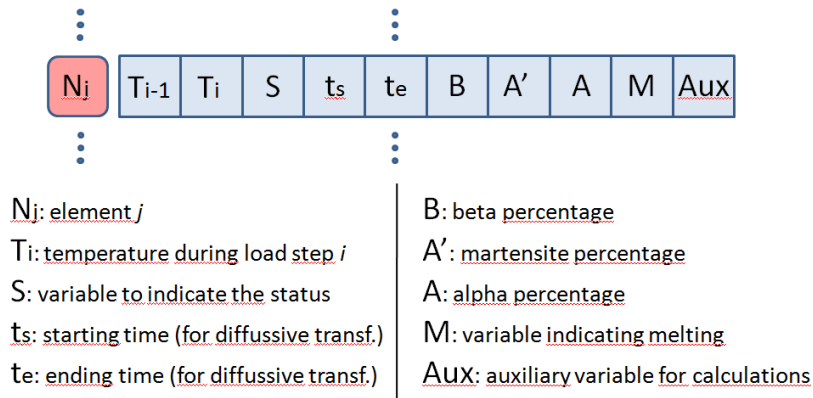 Nj Ti-1 Ti S ts te B A' A M Aux
Nj: element j
Ti: temperature during load step i
S: variable to indicate the status
ts: starting time (for diffussive transf.)
te: ending time (for diffussive transf.)
B: beta percentage
A': martensite percentage
A: alpha percentage
M: variable indicating melting
Aux: auxiliary variable for calculations